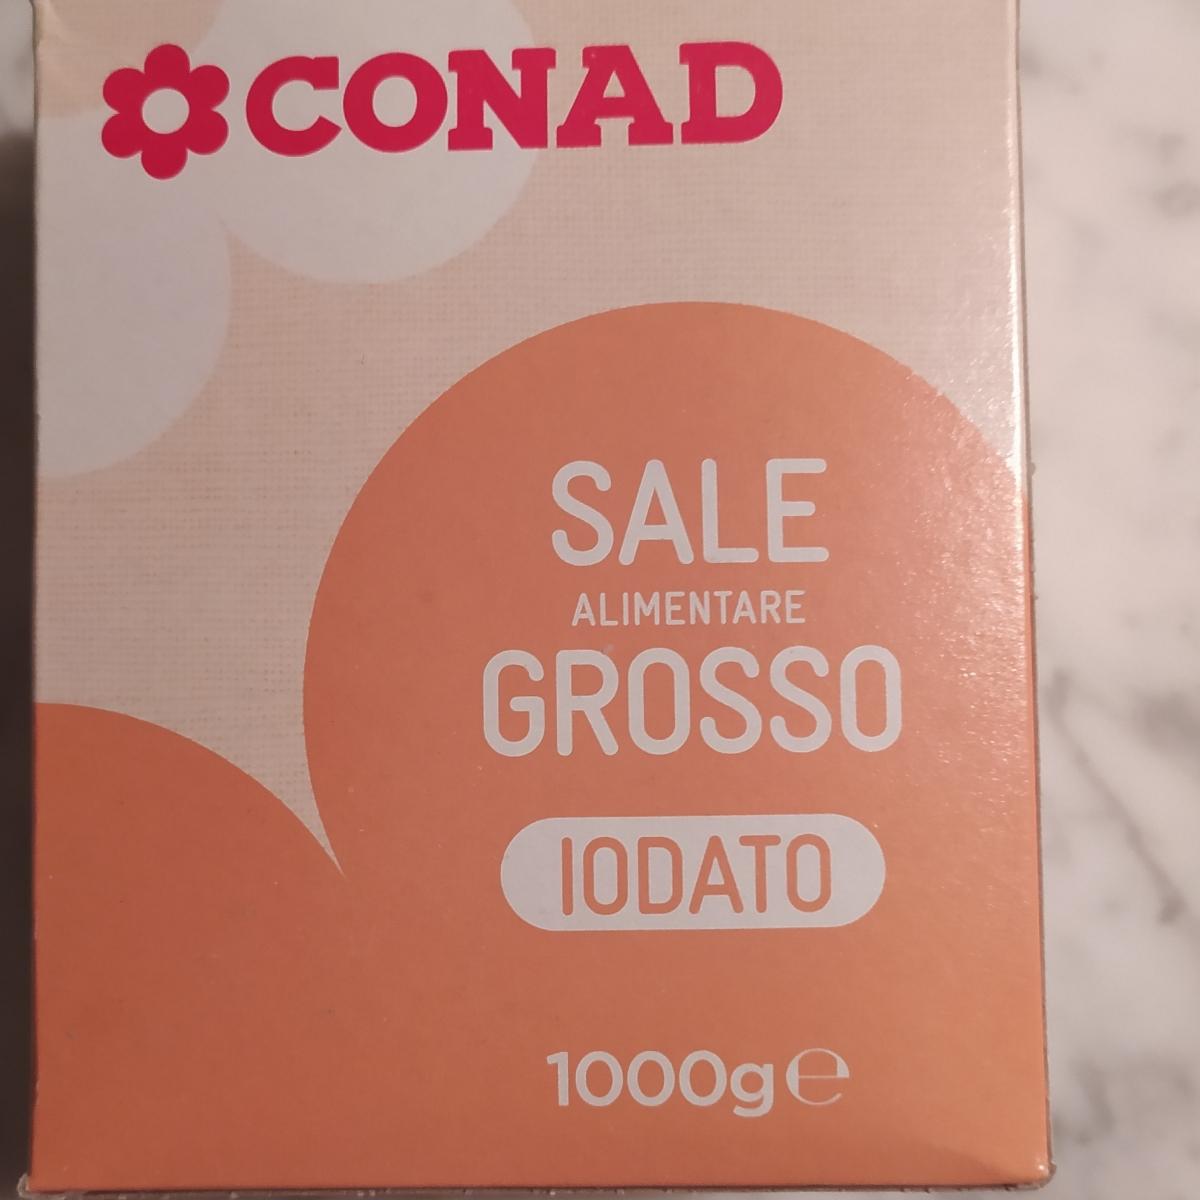 CONAD
SALE
ALIMENTARE
GROSSO
IODATO
1000g℮